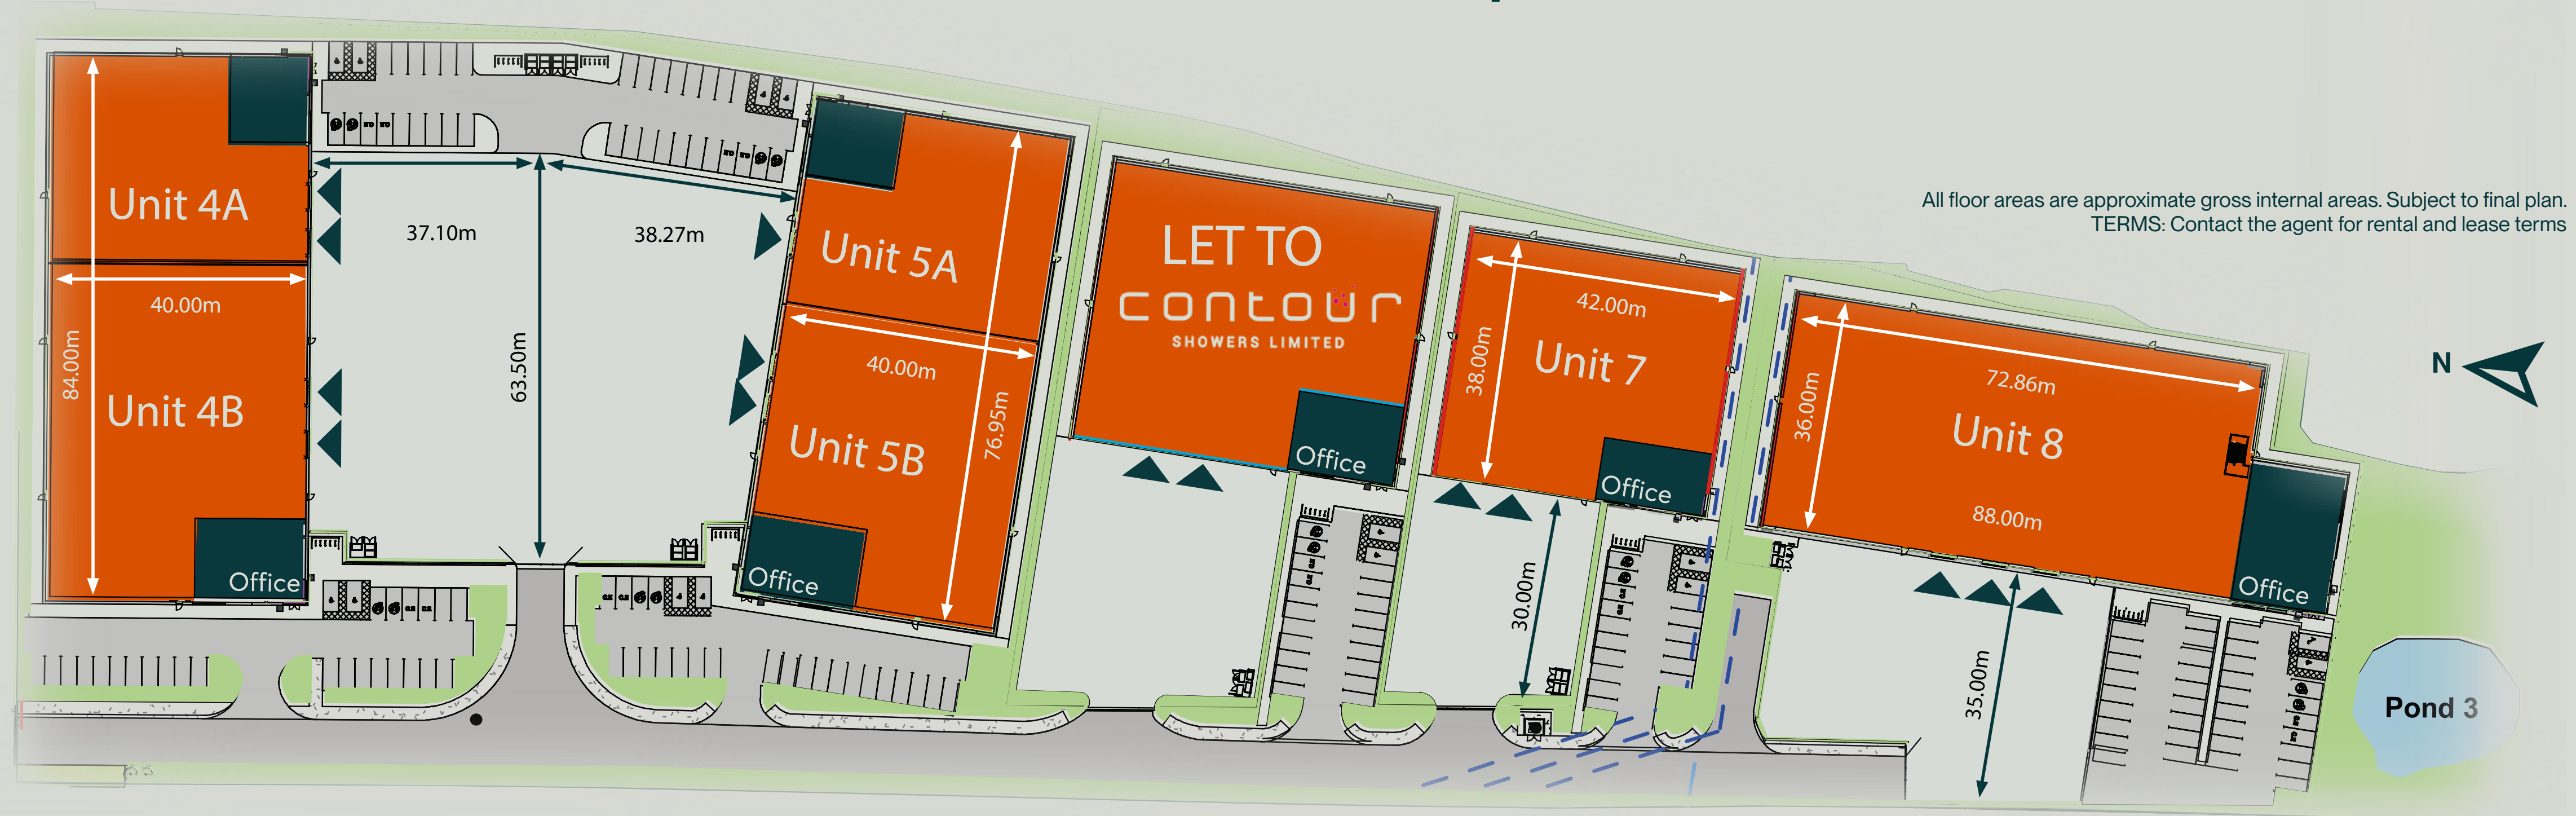 All floor areas are approximate gross internal areas. Subject to final plan.
TERMS: Contact the agent for rental and lease terms
Unit 4A
40.00m
84.00m
Unit 4B
Office
37.10m
38.27m
63.50m
Unit 5A
40.00m
76.95m
Unit 5B
Office
LET TO
contour
SHOWERS LIMITED
Office
42.00m
38.00m
Unit 7
Office
30.00m
72.86m
36.00m
Unit 8
88.00m
Office
35.00m
N
Pond 3